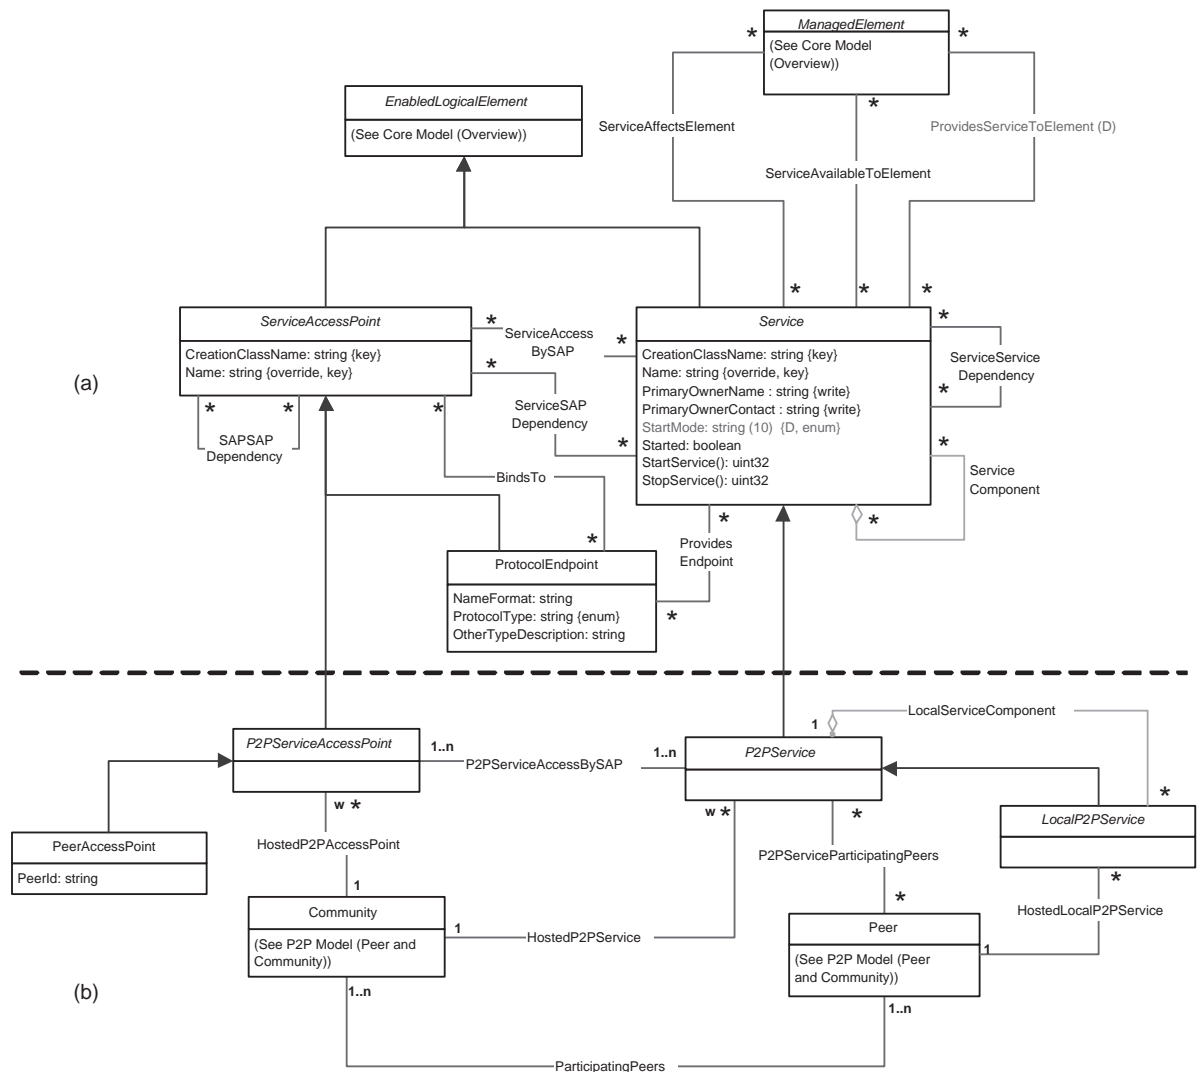 ManagedElement
*
*
(See Core Model
(Overview))
*
EnabledLogicalElement
(See Core Model (Overview))
ServiceAffectsElement
ProvidesServiceToElement (D)
ServiceAvailableToElement
*
*
*
ServiceAccessPoint
CreationClassName: string {key}
Name: string {override, key}
*
ServiceAccess
BySAP
*
*
ServiceSAP
Dependency
*
Service
CreationClassName: string {key}
Name: string {override, key}
PrimaryOwnerName : string {write}
PrimaryOwnerContact : string {write}
StartMode: string (10) {D, enum}
Started: boolean
StartService(): uint32
StopService(): uint32
*
ServiceService
Dependency
*
*
Service
Component
*
(a)
*
*
SAPSAP
Dependency
*
BindsTo
*
*
Provides
Endpoint
*
ProtocolEndpoint
NameFormat: string
ProtocolType: string {enum}
OtherTypeDescription: string
P2PServiceAccessPoint
1..n
P2PServiceAccessBySAP
1..n
P2PService
1
LocalServiceComponent
*
LocalP2PService
w *
w *
*
PeerAccessPoint
PeerId: string
HostedP2PAccessPoint
1
P2PServiceParticipatingPeers
*
*
HostedLocalP2PService
1
Community
(See P2P Model (Peer and
Community))
1
HostedP2PService
Peer
(See P2P Model (Peer
and Community))
(b)
1..n
1..n
ParticipatingPeers